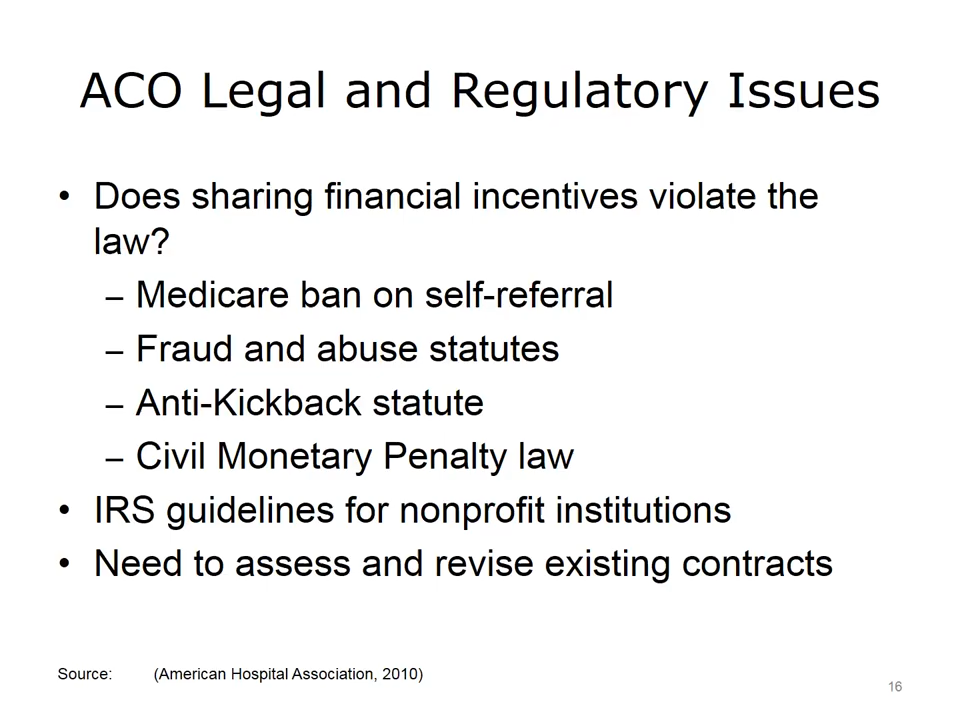 ACO Legal and Regulatory Issues
• Does sharing financial incentives violate the
law?
– Medicare ban on self-referral
– Fraud and abuse statutes
– Anti-Kickback statute
– Civil Monetary Penalty law
• IRS guidelines for nonprofit institutions
• Need to assess and revise existing contracts
Source: (American Hospital Association, 2010)
16